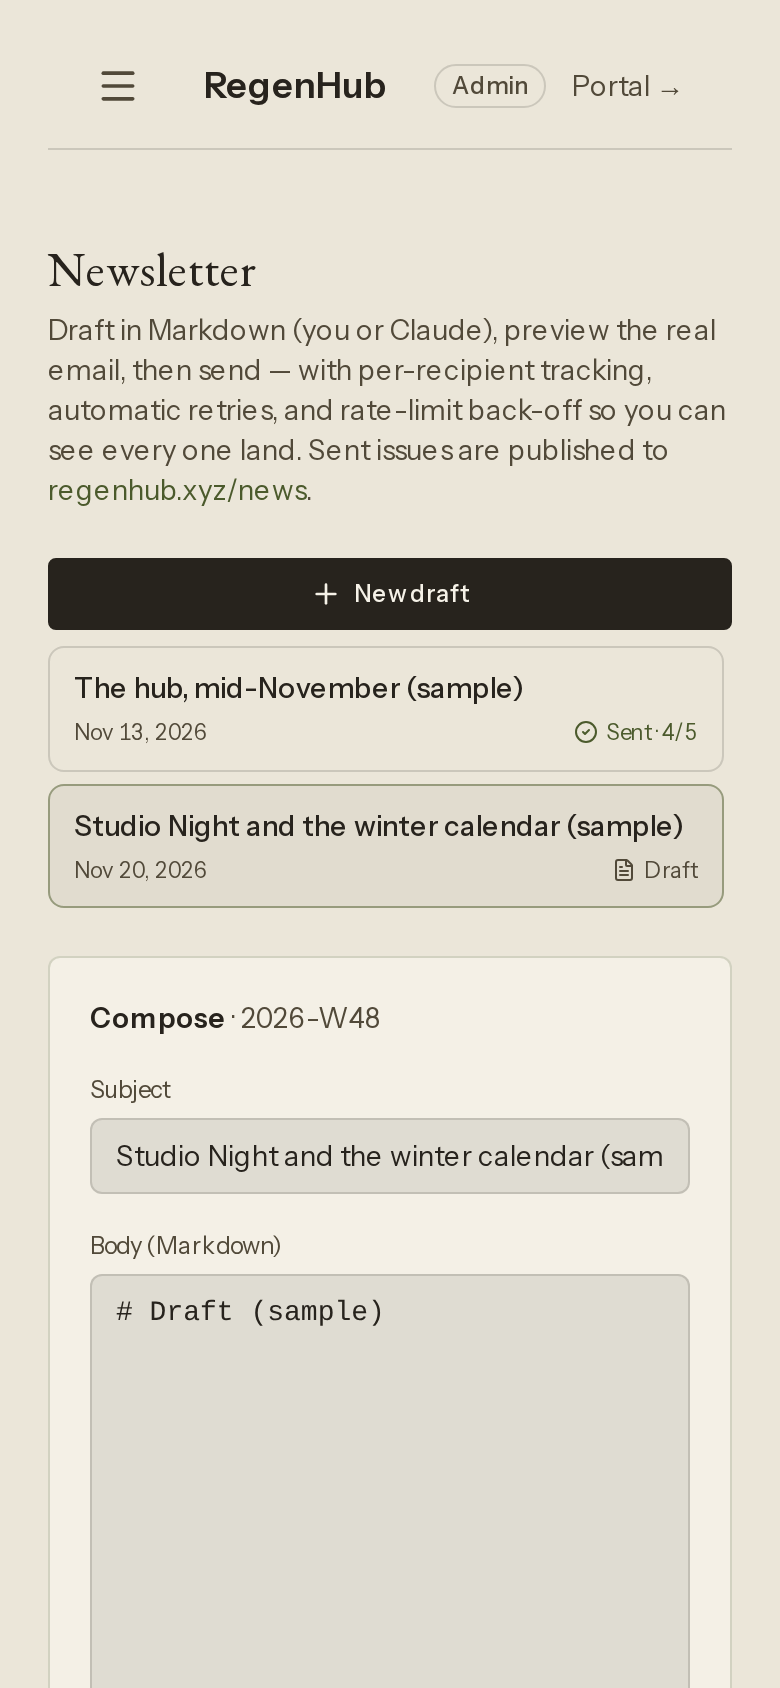 RegenHub
Admin
Portal →
Newsletter
Draft in Markdown (you or Claude), preview the real
email, then send — with per-recipient tracking,
automatic retries, and rate-limit back-off so you can
see every one land. Sent issues are published to
regenhub.xyz/news.
New draft
The hub, mid-November (sample)
Nov 13, 2026
Sent · 4/5
Studio Night and the winter calendar (sample)
Nov 20, 2026
Draft
Compose · 2026-W48
Subject
Studio Night and the winter calendar (sam
Body (Markdown)
# Draft (sample)